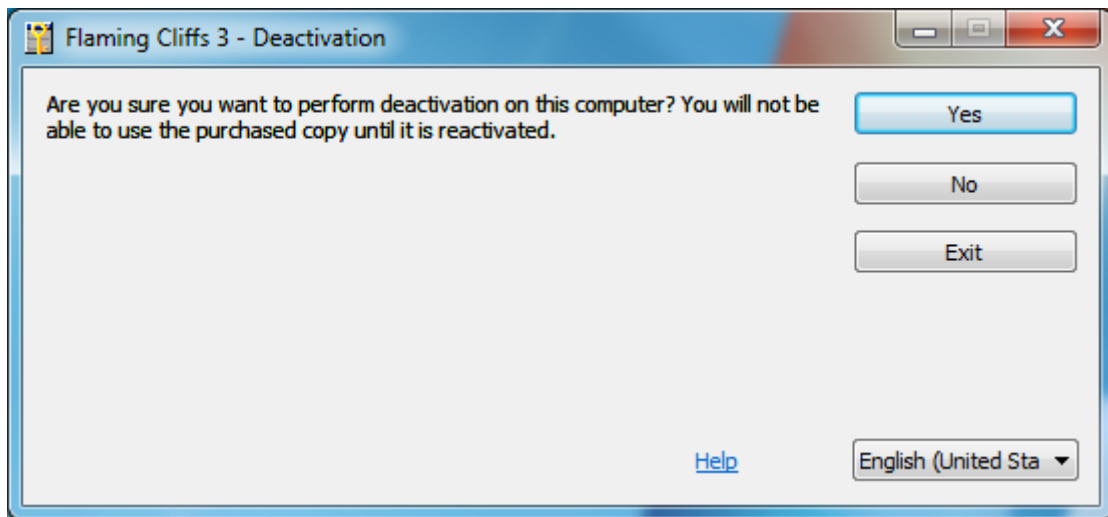 Flaming Cliffs 3 - Deactivation
Are you sure you want to perform deactivation on this computer? You will not be
able to use the purchased copy until it is reactivated.
Yes
No
Exit
Help
English (United Sta